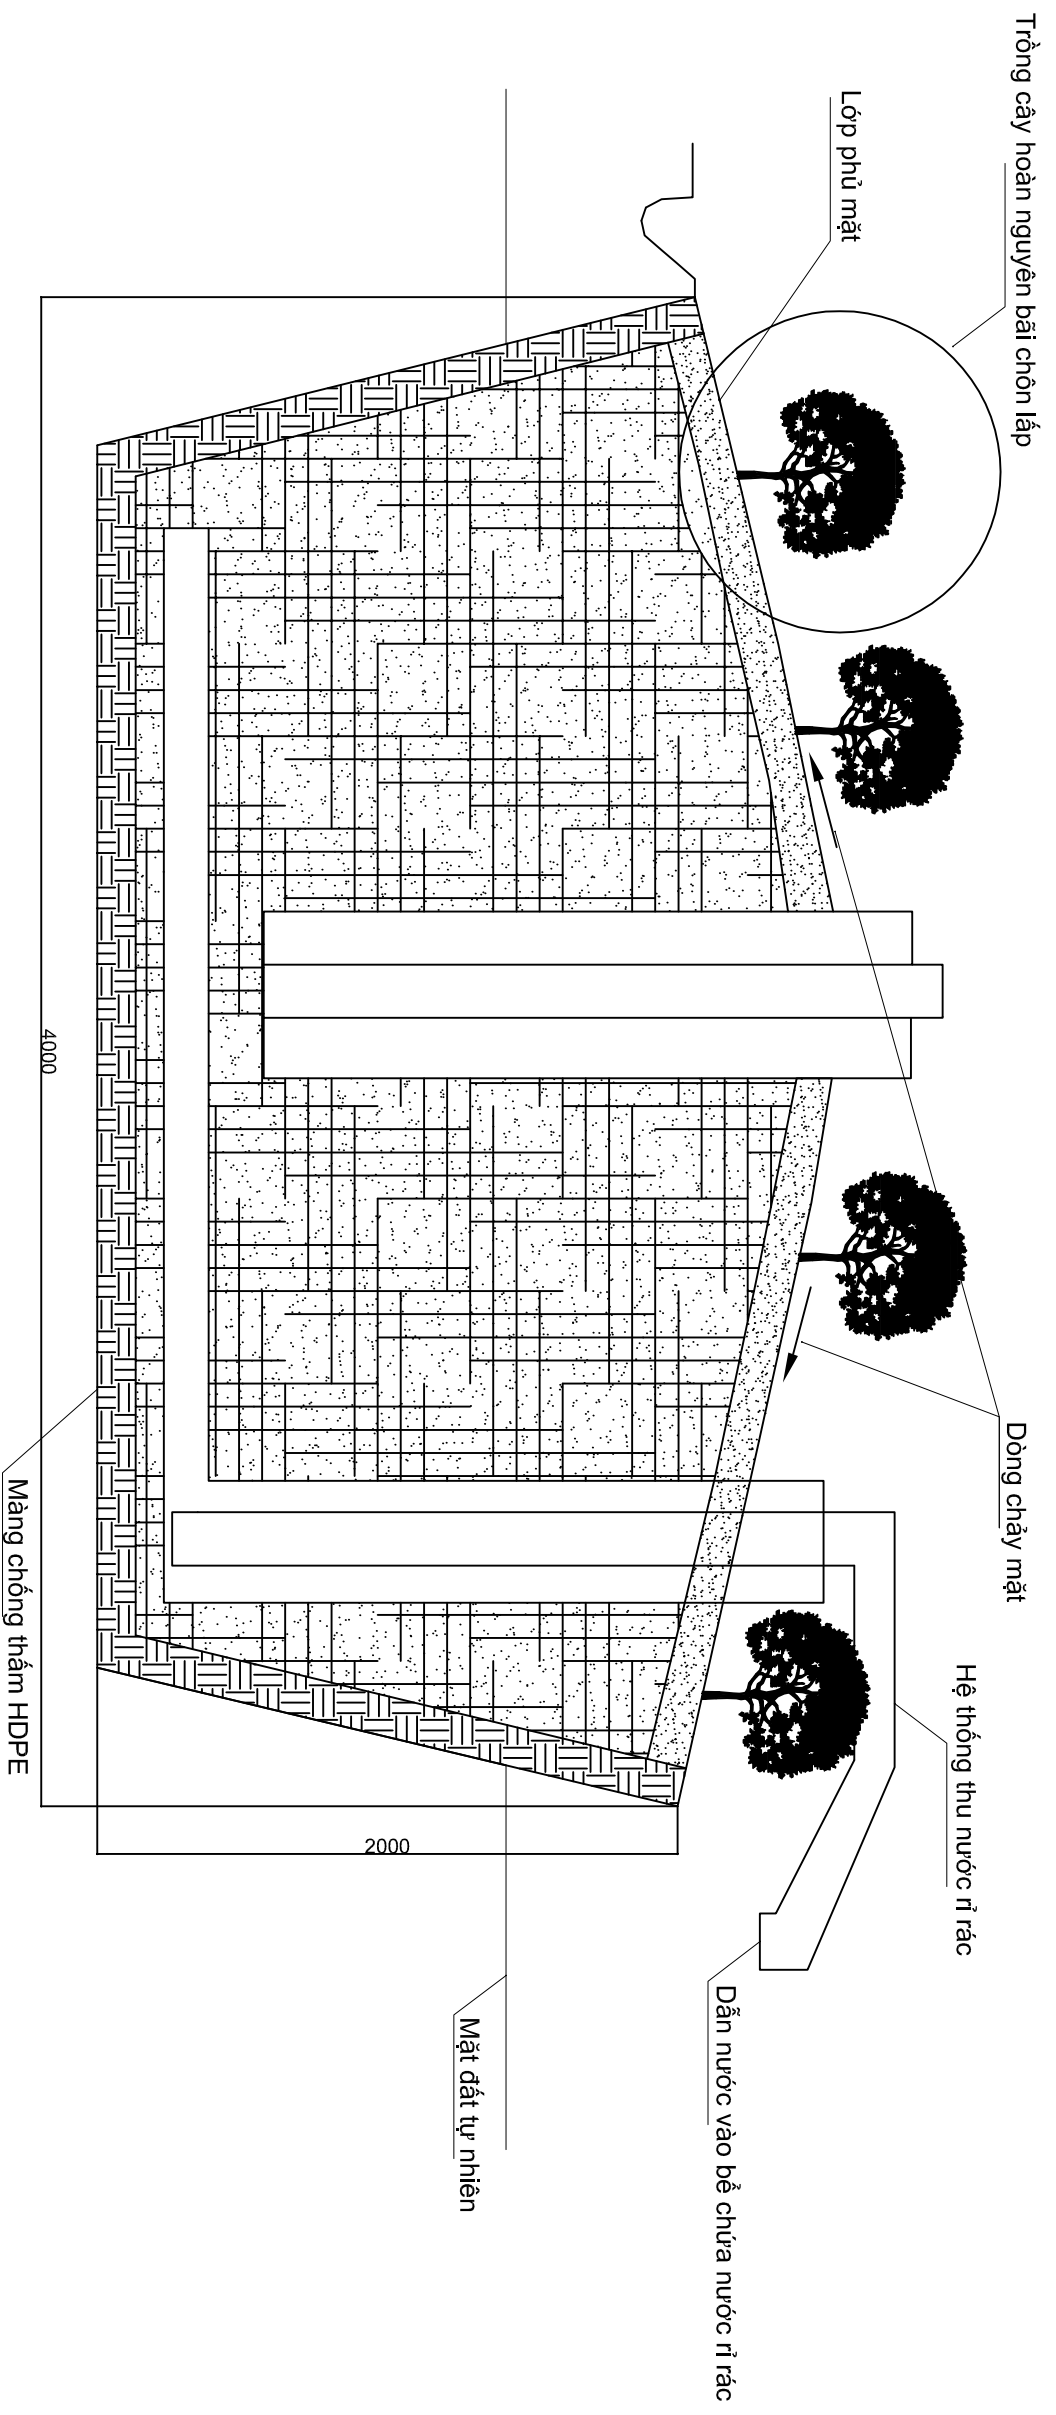 Trồng cây hoàn nguyên bãi chôn lấp
Lớp phủ mặt
Dòng chảy mặt
Hệ thống thu nước rỉ rác
Dẫn nước vào bể chứa nước rỉ rác
Mặt đất tự nhiên
2000
4000
Màng chống thấm HDPE